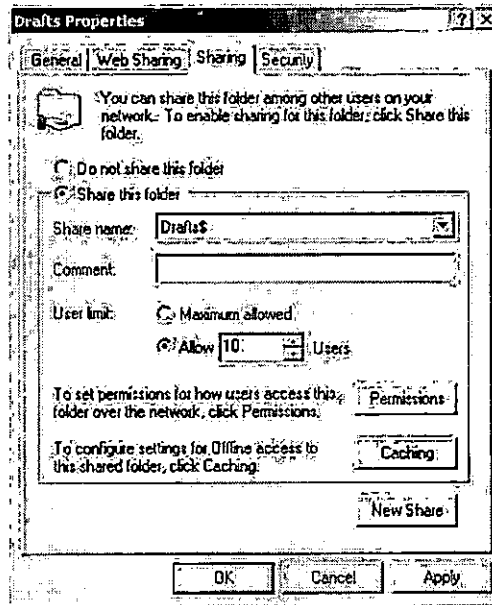 Drafts Properties ? X
General Web Sharing Sharing Security
You can share this folder among other users on your
network. To enable sharing for this folder, click Share this
folder.
Do not share this folder
Share this folder
Share name: Drafts$
Comment:
User limit: Maximum allowed
Allow 10 Users
To set permissions for how users access this
folder over the network, click Permissions.
Permissions
To configure settings for Offline access to
this shared folder, click Caching.
Caching
New Share
OK Cancel Apply